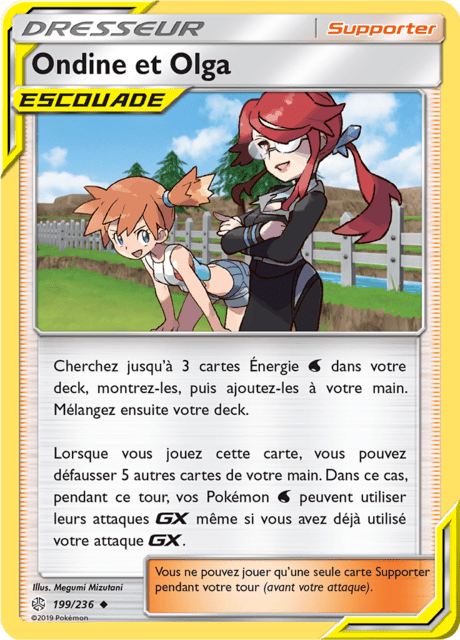 DRESSEUR
Supporter
Ondine et Olga
ESCOUADE
Cherchez jusqu'à 3 cartes Énergie dans votre
deck, montrez-les, puis ajoutez-les à votre main.
Mélangez ensuite votre deck.
Lorsque vous jouez cette carte, vous pouvez
défausser 5 autres cartes de votre main. Dans ce cas,
pendant ce tour, vos Pokémon peuvent utiliser
leurs attaques GX même si vous avez déjà utilisé
votre attaque GX.
Vous ne pouvez jouer qu'une seule carte Supporter
pendant votre tour (avant votre attaque).
Illus. Megumi Mizutani
199/236
©2019 Pokémon